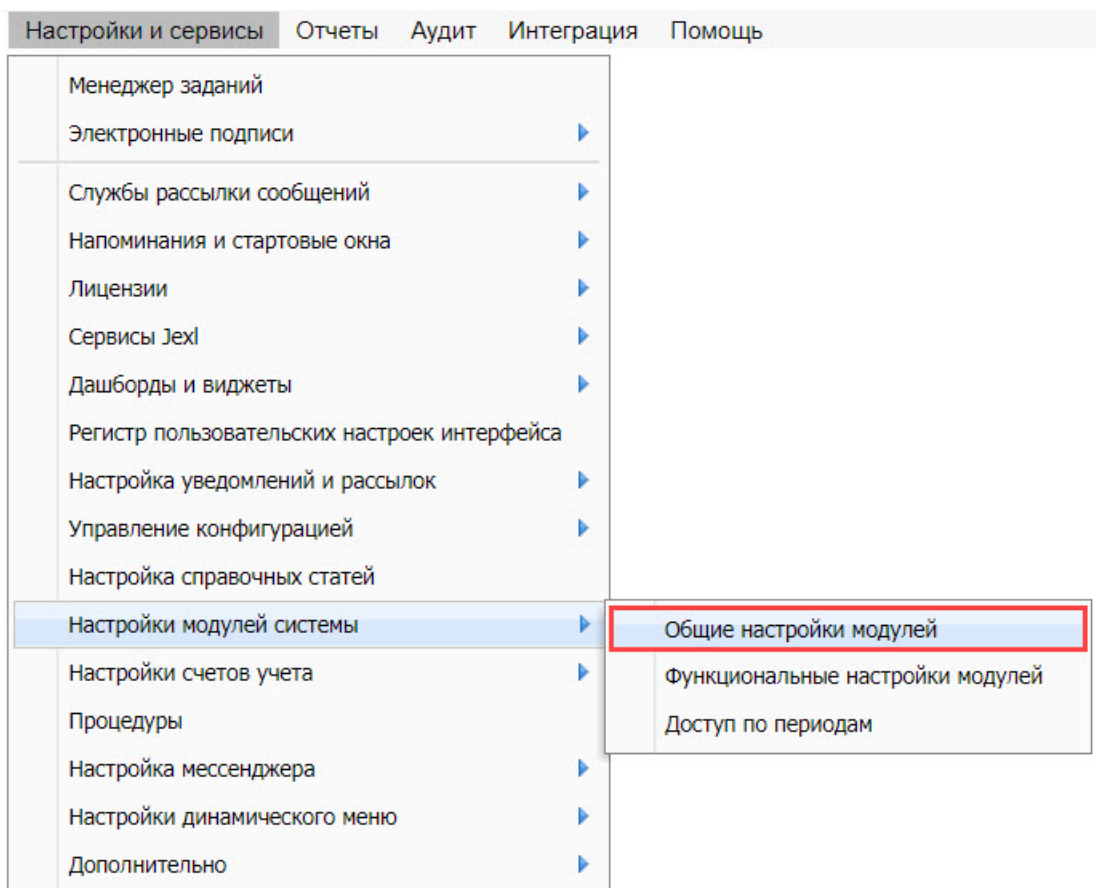 Настройки и сервисы Отчеты Аудит Интеграция Помощь
Менеджер заданий
Электронные подписи
Службы рассылки сообщений
Напоминания и стартовые окна
Лицензии
Сервисы Jexl
Дашборды и виджеты
Регистр пользовательских настроек интерфейса
Настройка уведомлений и рассылок
Управление конфигурацией
Настройка справочных статей
Настройки модулей системы
Общие настройки модулей
Функциональные настройки модулей
Доступ по периодам
Настройки счетов учета
Процедуры
Настройка мессенджера
Настройки динамического меню
Дополнительно